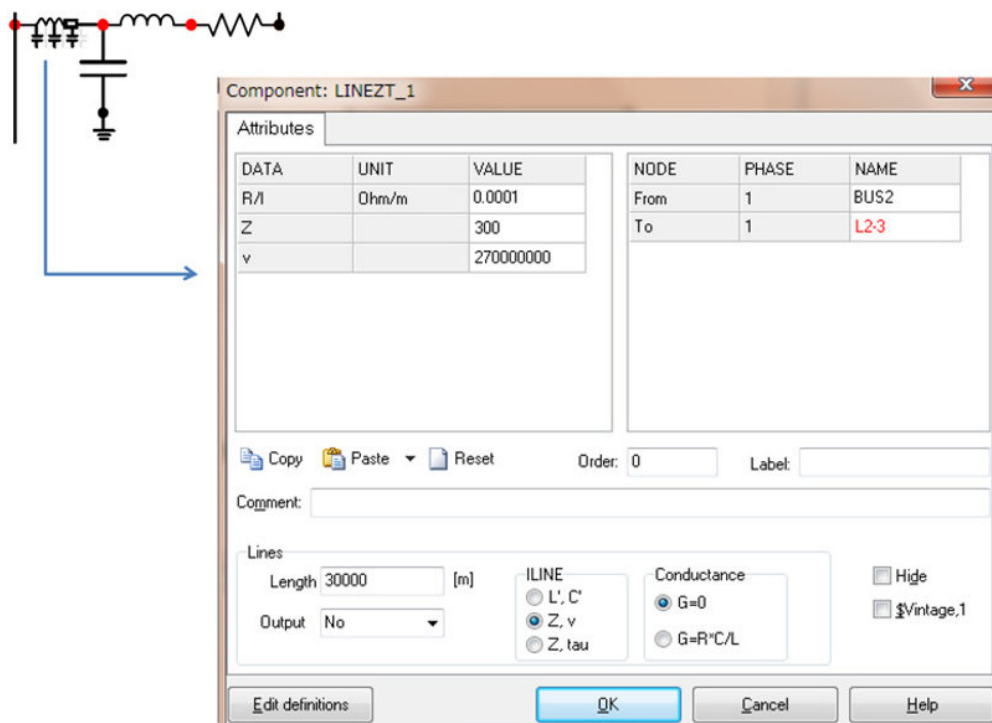 Component: LINEZT_1
Attributes
DATA UNIT VALUE
R/l Ohm/m 0.0001
Z 300
v 270000000
NODE PHASE NAME
From 1 BUS2
To 1 L2-3
Copy Paste Reset Order: 0 Label:
Comment:
Lines
Length 30000 [m]
Output No
ILINE
L', C'
Z, v
Z, tau
Conductance
G=0
G=R*C/L
Hide
$Vintage,1
Edit definitions OK Cancel Help